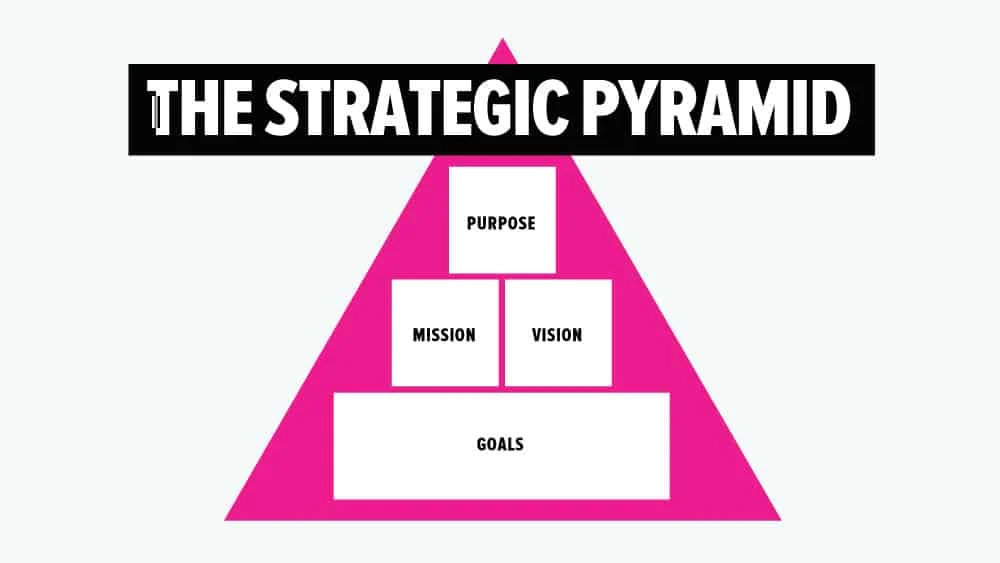 THE STRATEGIC PYRAMID
PURPOSE
MISSION VISION
GOALS